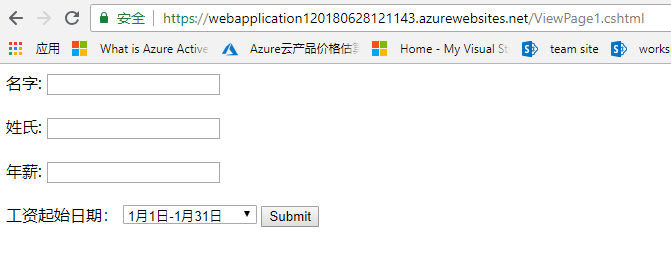 安全 https://webapplication120180628121143.azurewebsites.net/ViewPage1.cshtml
应用 What is Azure Active Azure云产品价格估 Home - My Visual St team site works
名字:
姓氏:
年薪:
工资起始日期： 1月1日-1月31日 Submit